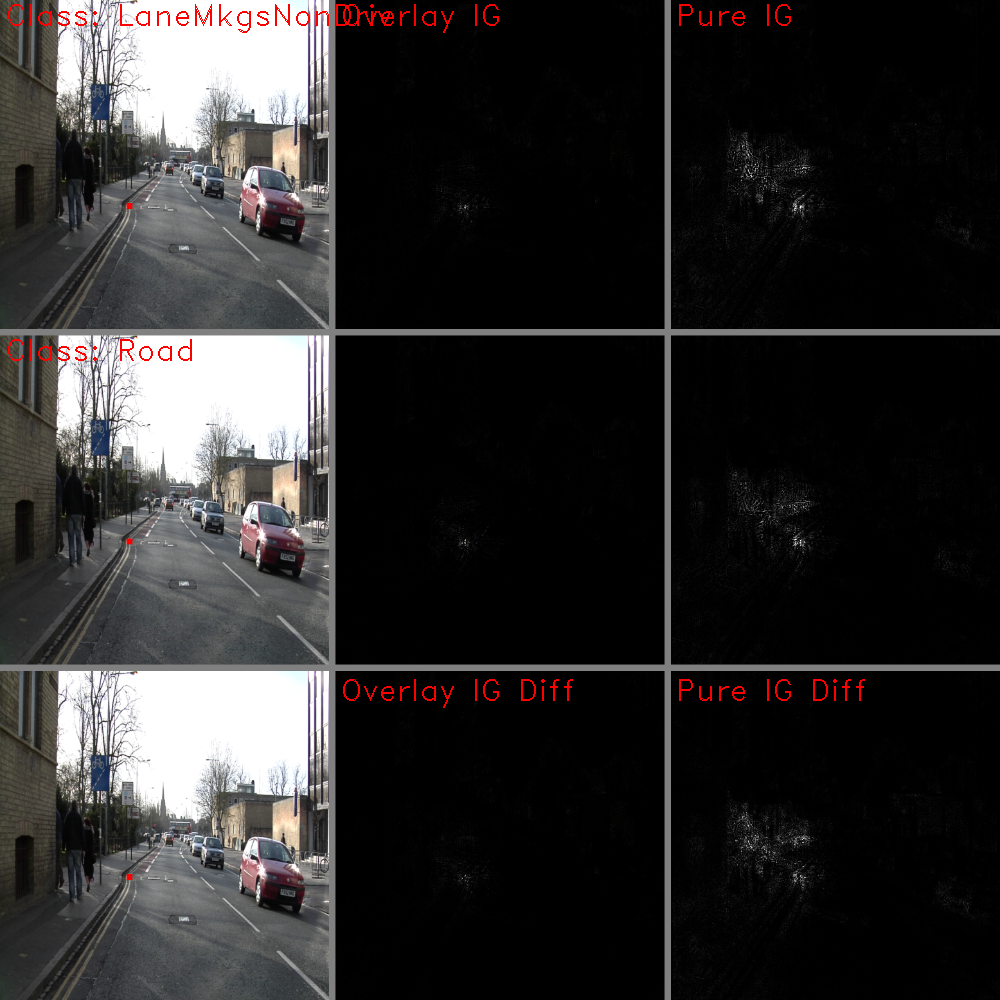 Class: LaneMkgsNonDriv
Overlay IG
Pure IG
Class: Road
Overlay IG Diff
Pure IG Diff